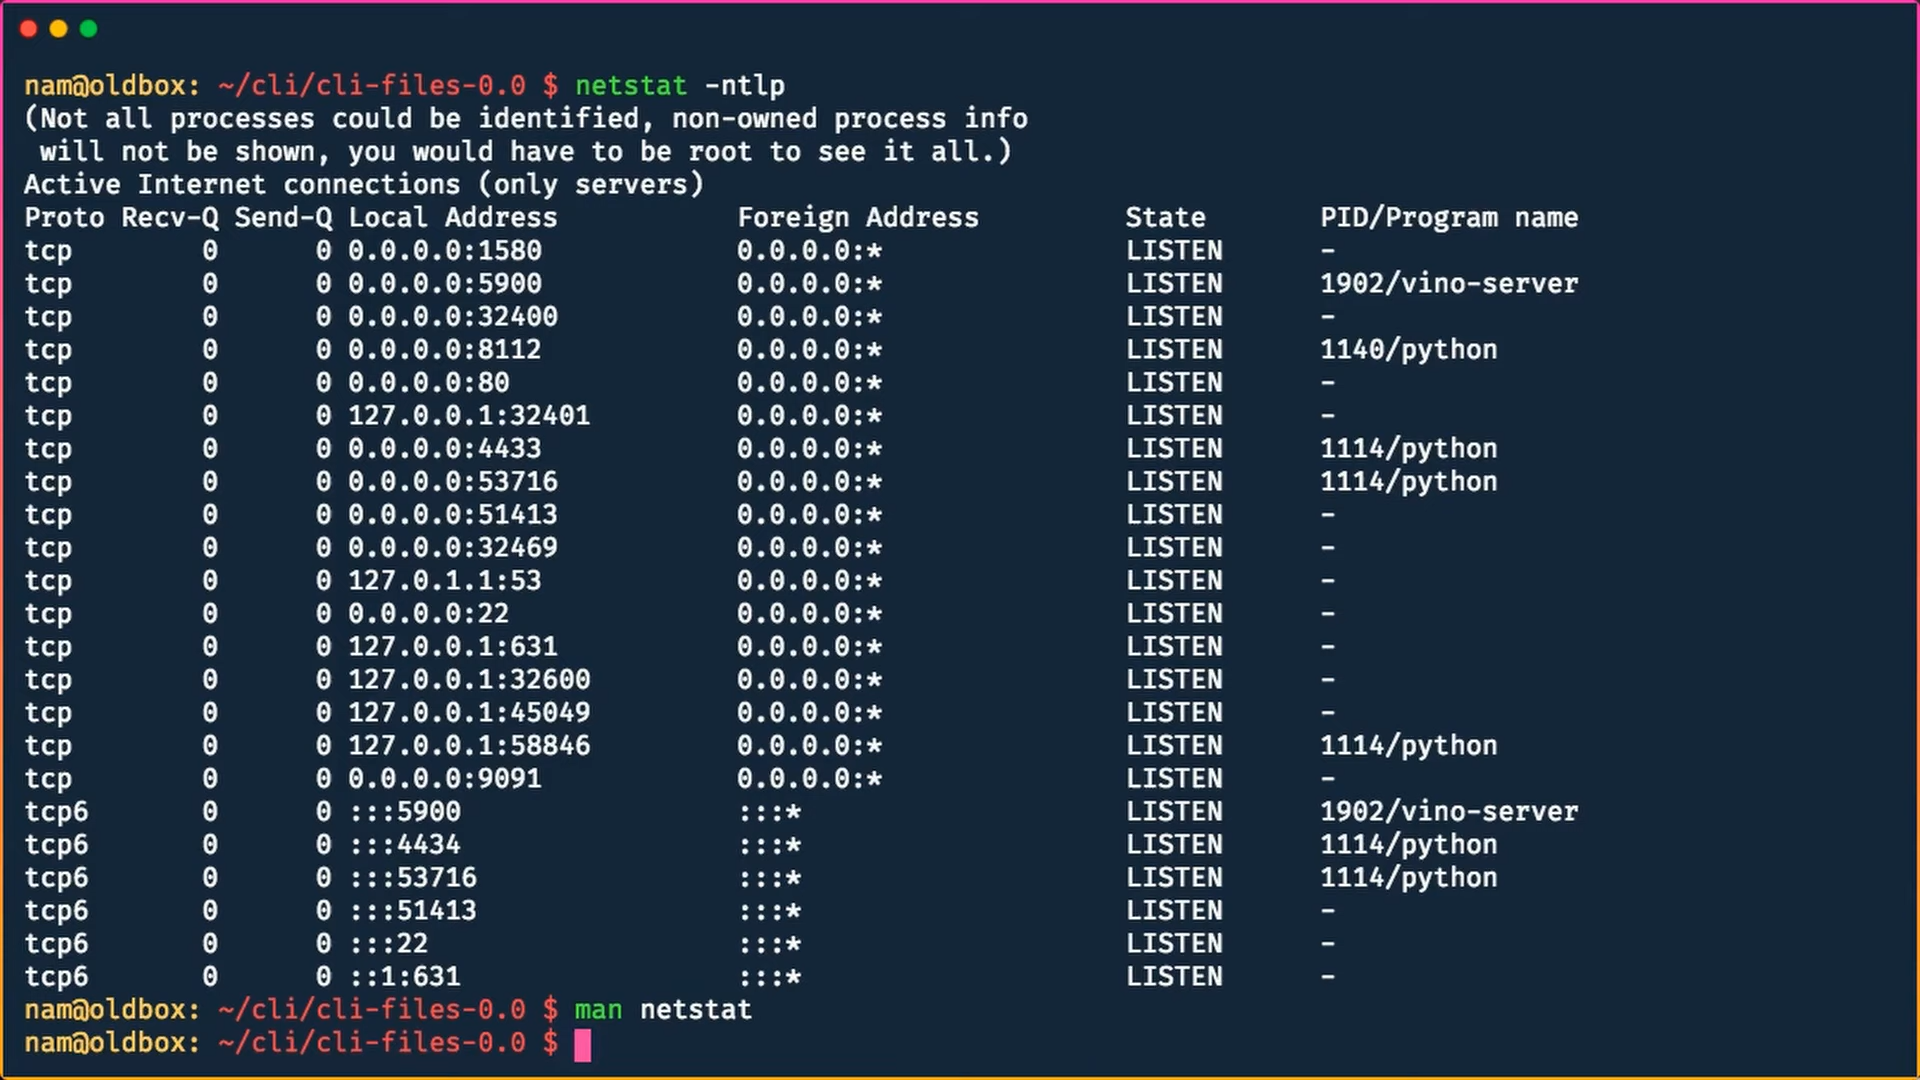 nam@oldbox: ~/cli/cli-files-0.0 $ netstat -ntlp
(Not all processes could be identified, non-owned process info
 will not be shown, you would have to be root to see it all.)
Active Internet connections (only servers)
Proto Recv-Q Send-Q Local Address           Foreign Address         State       PID/Program name
tcp        0      0 0.0.0.0:1580            0.0.0.0:*               LISTEN      -
tcp        0      0 0.0.0.0:5900            0.0.0.0:*               LISTEN      1902/vino-server
tcp        0      0 0.0.0.0:32400           0.0.0.0:*               LISTEN      -
tcp        0      0 0.0.0.0:8112            0.0.0.0:*               LISTEN      1140/python
tcp        0      0 0.0.0.0:80              0.0.0.0:*               LISTEN      -
tcp        0      0 127.0.0.1:32401         0.0.0.0:*               LISTEN      -
tcp        0      0 0.0.0.0:4433            0.0.0.0:*               LISTEN      1114/python
tcp        0      0 0.0.0.0:53716           0.0.0.0:*               LISTEN      1114/python
tcp        0      0 0.0.0.0:51413           0.0.0.0:*               LISTEN      -
tcp        0      0 0.0.0.0:32469           0.0.0.0:*               LISTEN      -
tcp        0      0 127.0.1.1:53            0.0.0.0:*               LISTEN      -
tcp        0      0 0.0.0.0:22              0.0.0.0:*               LISTEN      -
tcp        0      0 127.0.0.1:631           0.0.0.0:*               LISTEN      -
tcp        0      0 127.0.0.1:32600         0.0.0.0:*               LISTEN      -
tcp        0      0 127.0.0.1:45049         0.0.0.0:*               LISTEN      -
tcp        0      0 127.0.0.1:58846         0.0.0.0:*               LISTEN      1114/python
tcp        0      0 0.0.0.0:9091            0.0.0.0:*               LISTEN      -
tcp6       0      0 :::5900                 :::*                    LISTEN      1902/vino-server
tcp6       0      0 :::4434                 :::*                    LISTEN      1114/python
tcp6       0      0 :::53716                :::*                    LISTEN      1114/python
tcp6       0      0 :::51413                :::*                    LISTEN      -
tcp6       0      0 :::22                   :::*                    LISTEN      -
tcp6       0      0 ::1:631                 :::*                    LISTEN      -
nam@oldbox: ~/cli/cli-files-0.0 $ man netstat
nam@oldbox: ~/cli/cli-files-0.0 $